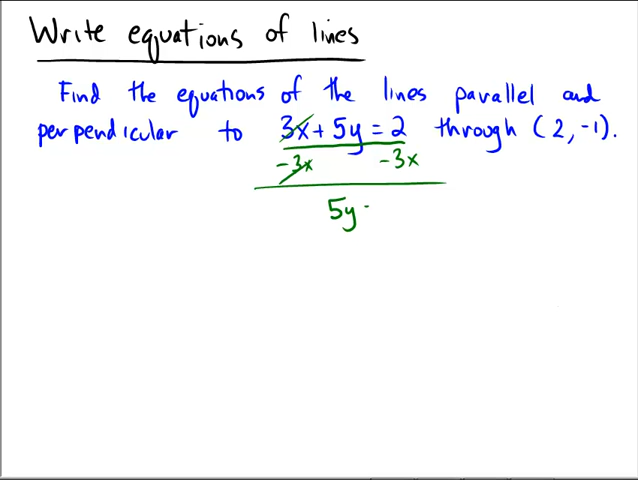 Write equations of lines
Find the equations of the lines parallel and
perpendicular to 3x + 5y = 2 through (2, -1).
-3x -3x
5y